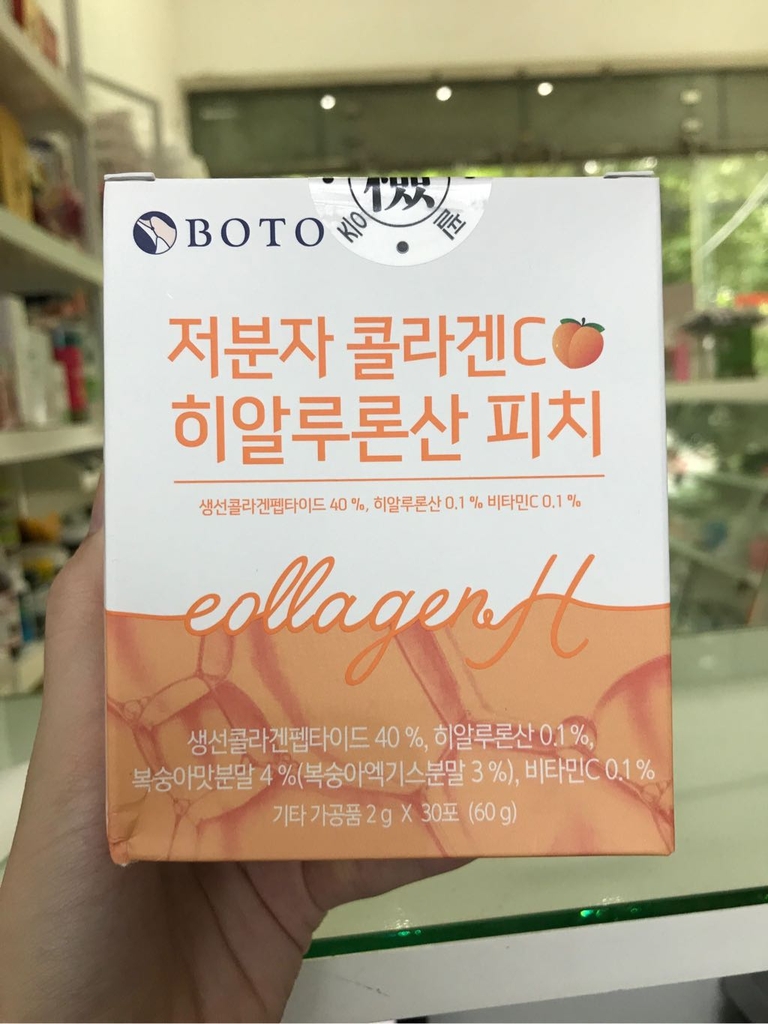 BOTO
檢
저분자 콜라겐C
히알루론산 피치
생선콜라겐펩타이드 40 %, 히알루론산 0.1 % 비타민C 0.1 %
collagen H
생선콜라겐펩타이드 40 %, 히알루론산 0.1 %,
복숭아맛분말 4 %(복숭아엑기스분말 3 %), 비타민C 0.1 %
기타 가공품 2 g X 30포 (60 g)